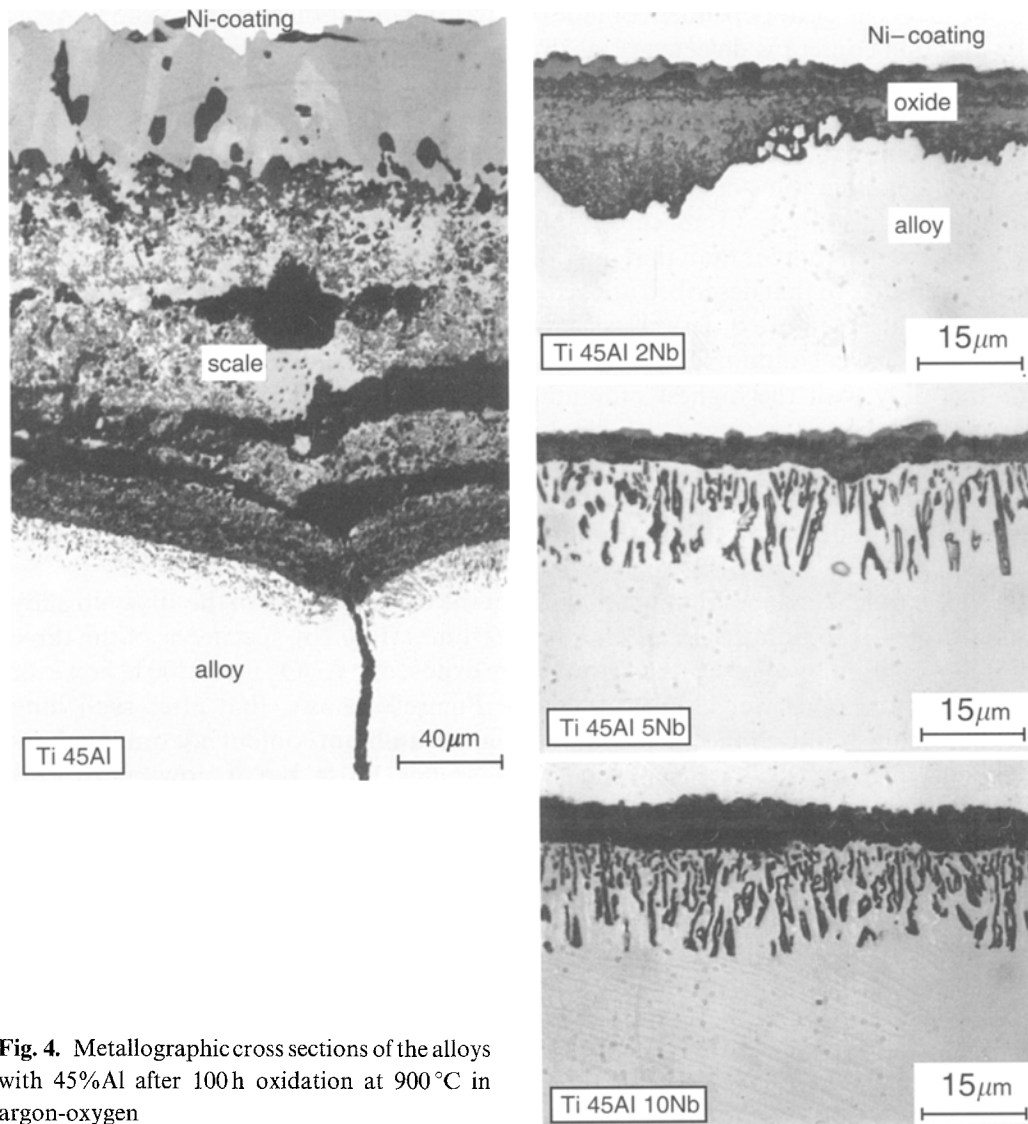 Ni-coating
scale
alloy
Ti 45Al
40μm
Ni-coating
oxide
alloy
Ti 45Al 2Nb
15μm
Ti 45Al 5Nb
15μm
Ti 45Al 10Nb
15μm
Fig. 4. Metallographic cross sections of the alloys
with 45%Al after 100 h oxidation at 900 °C in
argon-oxygen